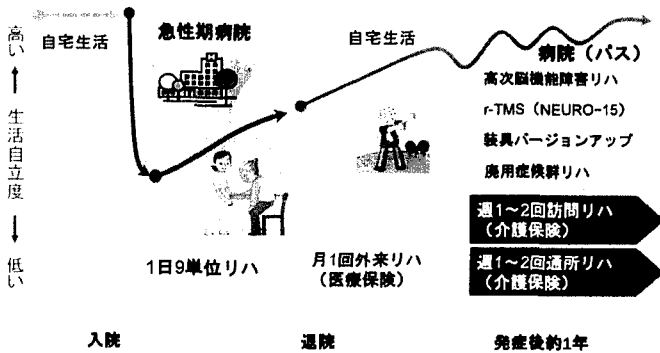 高い
↑
生活自立度
↓
低い
自宅生活
急性期病院
自宅生活
病院（パス）
高次脳機能障害リハ
r-TMS（NEURO-15）
装具バージョンアップ
廃用症候群リハ
週1～2回訪問リハ
（介護保険）
週1～2回通所リハ
（介護保険）
1日9単位リハ
月1回外来リハ
（医療保険）
入院
退院
発症後約1年